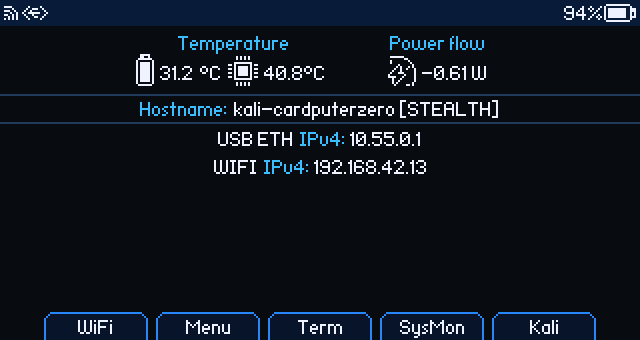 94%
Temperature Power flow
31.2 °C 40.8°C -0.61W
Hostname: kali-cardputerzero [STEALTH]
USB ETH IPv4: 10.55.0.1
WIFI IPv4: 192.168.42.13
WiFi Menu Term SysMon Kali